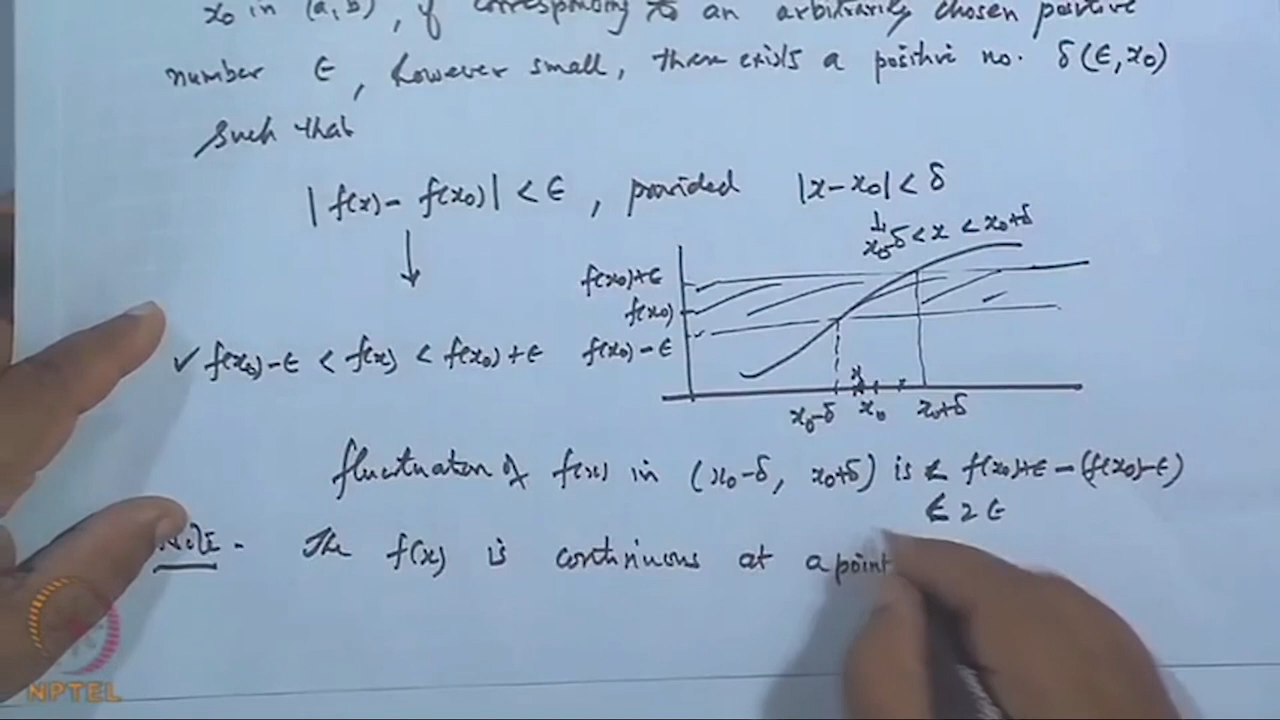 x₀ in (a,b), if corresponding to an arbitrarily chosen positive
number ϵ, however small, there exists a positive no. δ(ϵ,x₀)
such that
|f(x)-f(x₀)| < ϵ, provided |x-x₀| < δ
↓
x₀-δ < x < x₀+δ
f(x₀)+ϵ
f(x₀)
✓ f(x₀)-ϵ < f(x) < f(x₀)+ϵ
f(x₀)-ϵ
x
x₀-δ x₀ x₀+δ
fluctuation of f(x) in (x₀-δ, x₀+δ) is < f(x₀)+ϵ-(f(x₀)-ϵ)
< 2ϵ
NOTE- The f(x) is continuous at a point
NPTEL